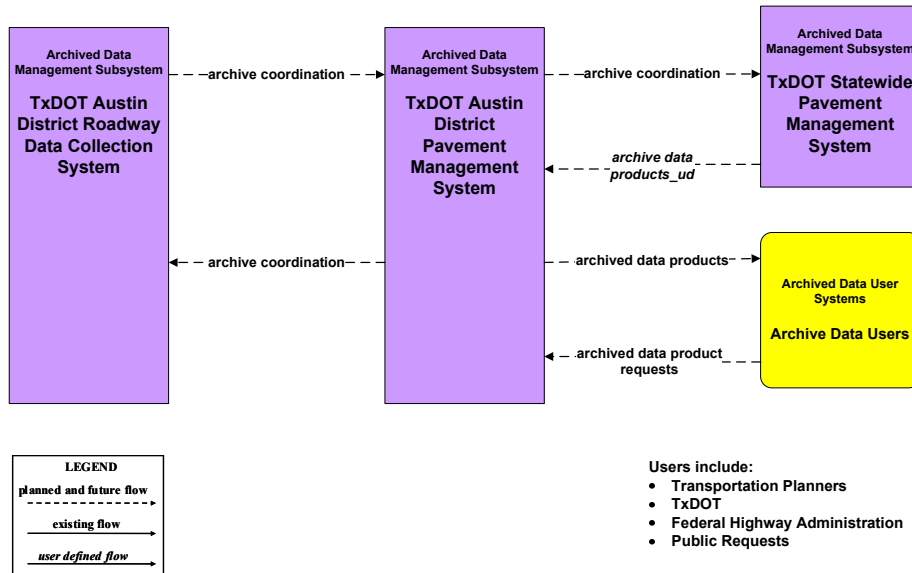 Archived Data
Management Subsystem
TxDOT Austin
District Roadway
Data Collection
System
archive coordination
archive coordination
Archived Data
Management Subsystem
TxDOT Austin
District
Pavement
Management
System
archive coordination
archive data
products_ud
archived data products
archived data product
requests
Archived Data
Management Subsystem
TxDOT Statewide
Pavement
Management
System
Archived Data User
Systems
Archive Data Users
LEGEND
planned and future flow
existing flow
user defined flow
Users include:
• Transportation Planners
• TxDOT
• Federal Highway Administration
• Public Requests